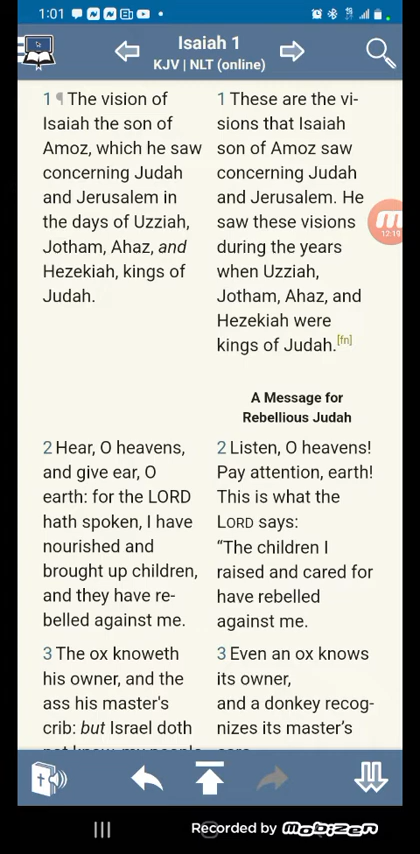 1:01
Isaiah 1
KJV | NLT (online)
1 ¶ The vision of
Isaiah the son of
Amoz, which he saw
concerning Judah
and Jerusalem in
the days of Uzziah,
Jotham, Ahaz, and
Hezekiah, kings of
Judah.
1 These are the vi-
sions that Isaiah
son of Amoz saw
concerning Judah
and Jerusalem. He
saw these visions
during the years
when Uzziah,
Jotham, Ahaz, and
Hezekiah were
kings of Judah.[fn]
12:19
A Message for
Rebellious Judah
2 Hear, O heavens,
and give ear, O
earth: for the LORD
hath spoken, I have
nourished and
brought up children,
and they have re-
belled against me.
2 Listen, O heavens!
Pay attention, earth!
This is what the
LORD says:
“The children I
raised and cared for
have rebelled
against me.
3 The ox knoweth
his owner, and the
ass his master's
crib: but Israel doth
not know, my people
3 Even an ox knows
its owner,
and a donkey recog-
nizes its master’s
care
Recorded by mobizen